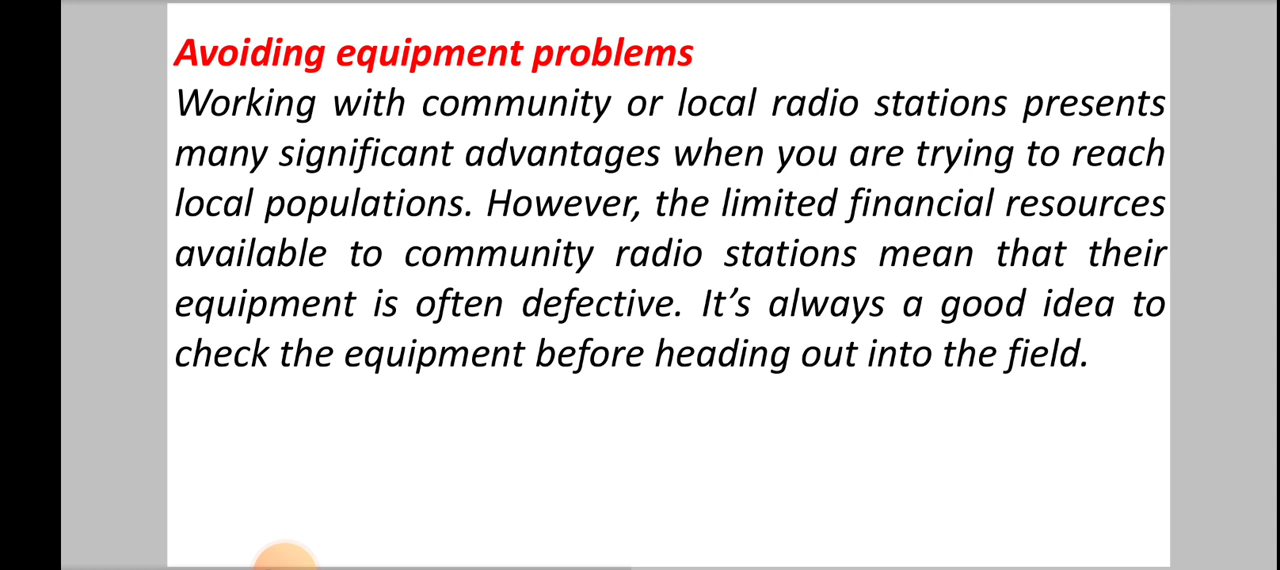 Avoiding equipment problems
Working with community or local radio stations presents
many significant advantages when you are trying to reach
local populations. However, the limited financial resources
available to community radio stations mean that their
equipment is often defective. It’s always a good idea to
check the equipment before heading out into the field.